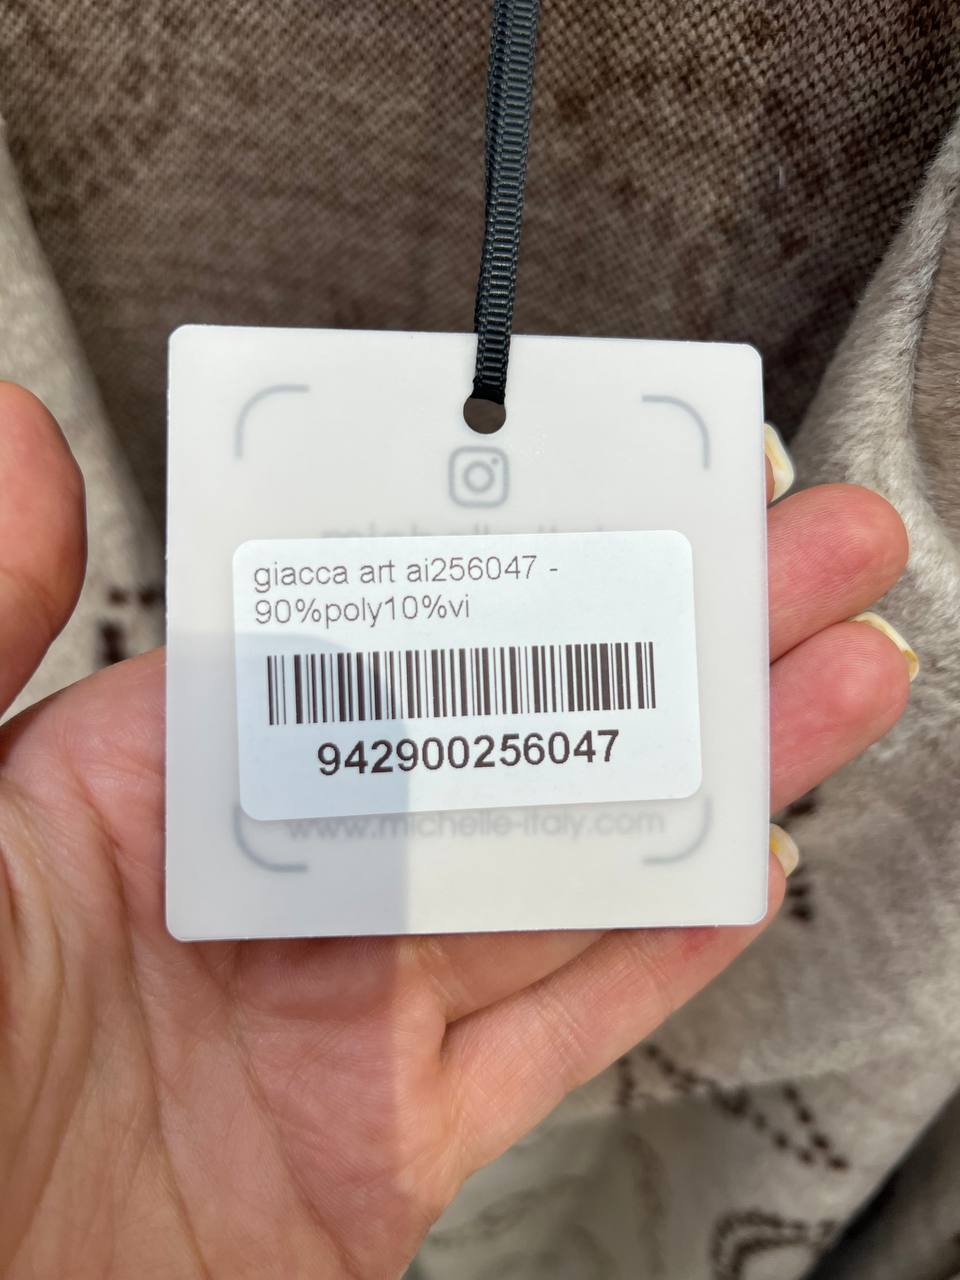 giacca art ai256047 -
90%poly10%vi
942900256047
www.michelle-italy.com